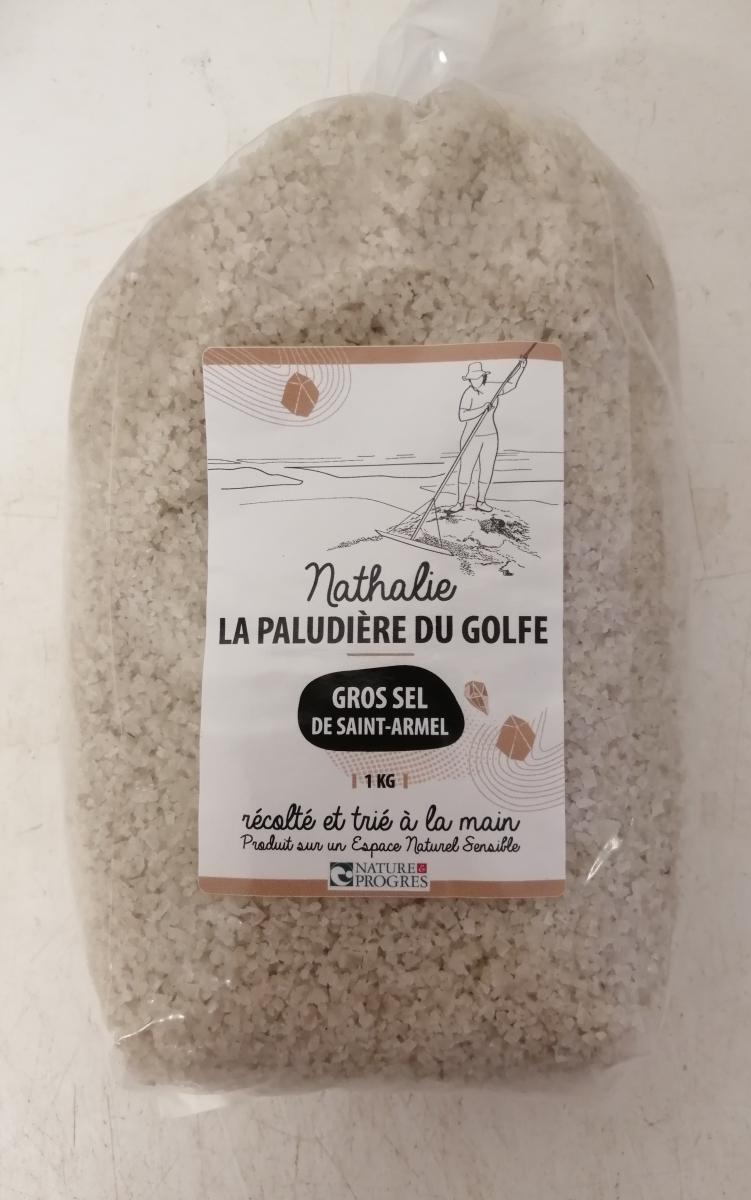 Nathalie
LA PALUDIÈRE DU GOLFE
GROS SEL
DE SAINT-ARMEL
1 KG
récolté et trié à la main
Produit sur un Espace Naturel Sensible
NATURE &
PROGRES